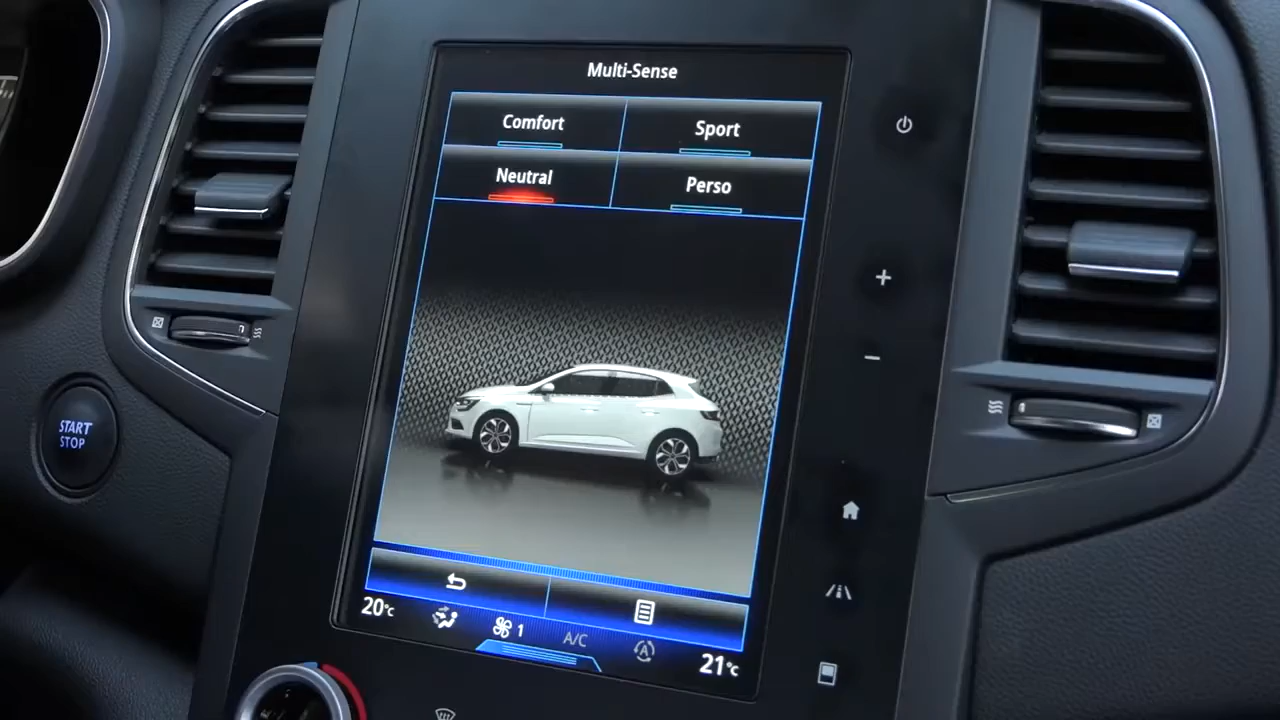 Multi-Sense
Comfort
Sport
Neutral
Perso
START
STOP
20°C
1
A/C
A
21°C